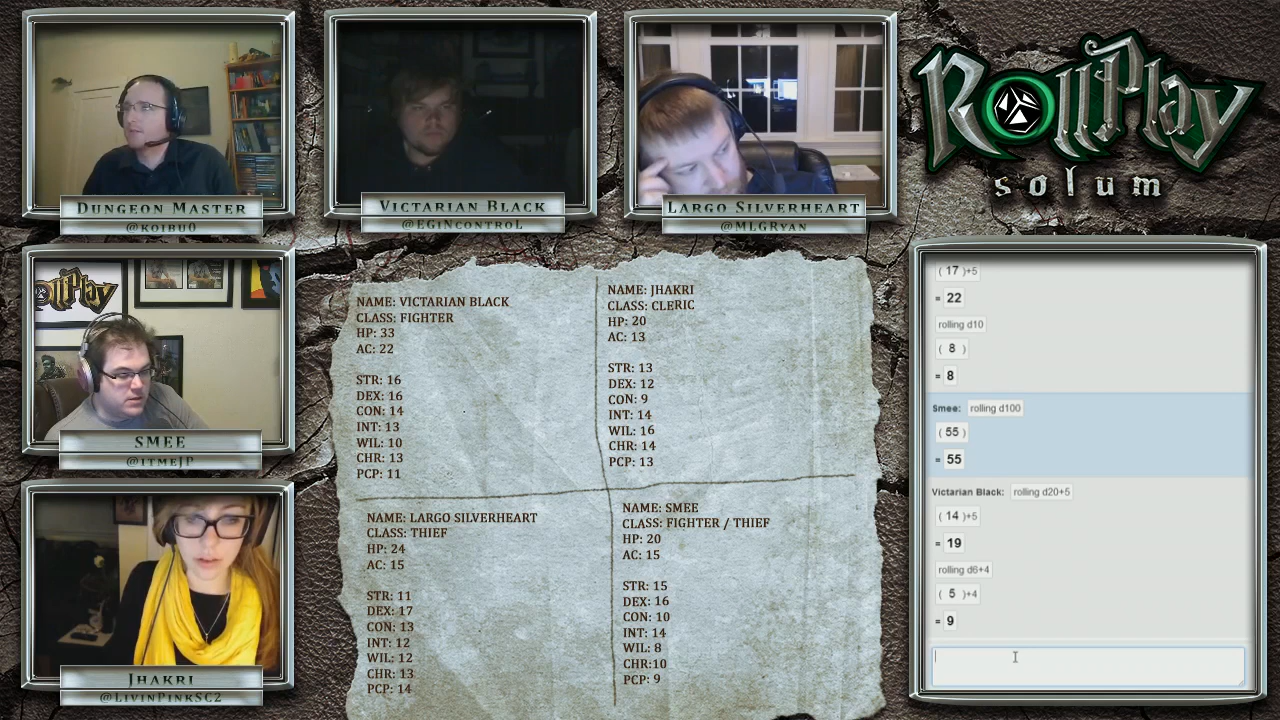 RollPlay
solum
DUNGEON MASTER
@KOIBU0
VICTARIAN BLACK
@EGINCONTROL
LARGO SILVERHEART
@MLGRYAN
RollPlay
SMEE
@ITMEJP
JHAKRI
@LIVINPINKSC2
NAME: VICTARIAN BLACK
CLASS: FIGHTER
HP: 33
AC: 22
STR: 16
DEX: 16
CON: 14
INT: 13
WIL: 10
CHR: 13
PCP: 11
NAME: JHAKRI
CLASS: CLERIC
HP: 20
AC: 13
STR: 13
DEX: 12
CON: 9
INT: 14
WIL: 16
CHR: 14
PCP: 13
NAME: LARGO SILVERHEART
CLASS: THIEF
HP: 24
AC: 15
STR: 11
DEX: 17
CON: 13
INT: 12
WIL: 12
CHR: 13
PCP: 14
NAME: SMEE
CLASS: FIGHTER / THIEF
HP: 20
AC: 15
STR: 15
DEX: 16
CON: 10
INT: 14
WIL: 8
CHR:10
PCP: 9
( 17 )+5
= 22
rolling d10
( 8 )
= 8
Smee: rolling d100
( 55 )
= 55
Victarian Black: rolling d20+5
( 14 )+5
= 19
rolling d6+4
( 5 )+4
= 9